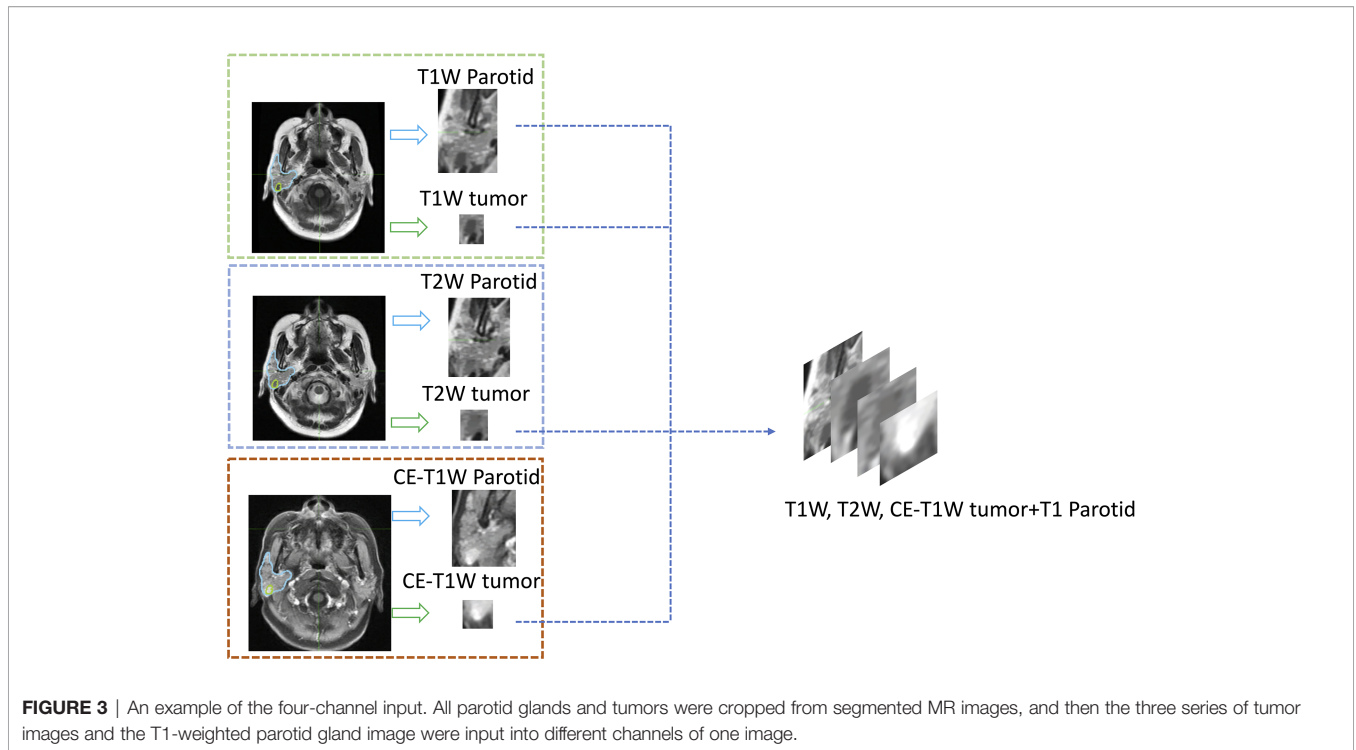 T1W Parotid
T1W tumor
T2W Parotid
T2W tumor
CE-T1W Parotid
CE-T1W tumor
T1W, T2W, CE-T1W tumor+T1 Parotid
FIGURE 3 | An example of the four-channel input. All parotid glands and tumors were cropped from segmented MR images, and then the three series of tumor
images and the T1-weighted parotid gland image were input into different channels of one image.